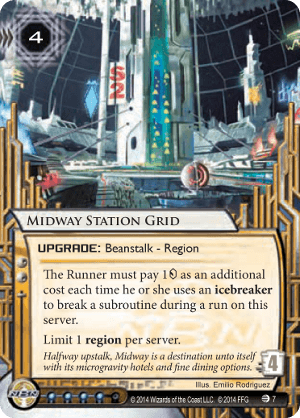 4
S
2
MIDWAY STATION GRID
UPGRADE: Beanstalk - Region
The Runner must pay 1 as an additional
cost each time he or she uses an icebreaker
to break a subroutine during a run on this
server.
Limit 1 region per server.
Halfway upstalk, Midway is a destination unto itself
with its microgravity hotels and fine dining options.
4
Illus. Emilio Rodriguez
NBN
© 2014 Wizards of the Coast LLC. © 2014 FFG
7